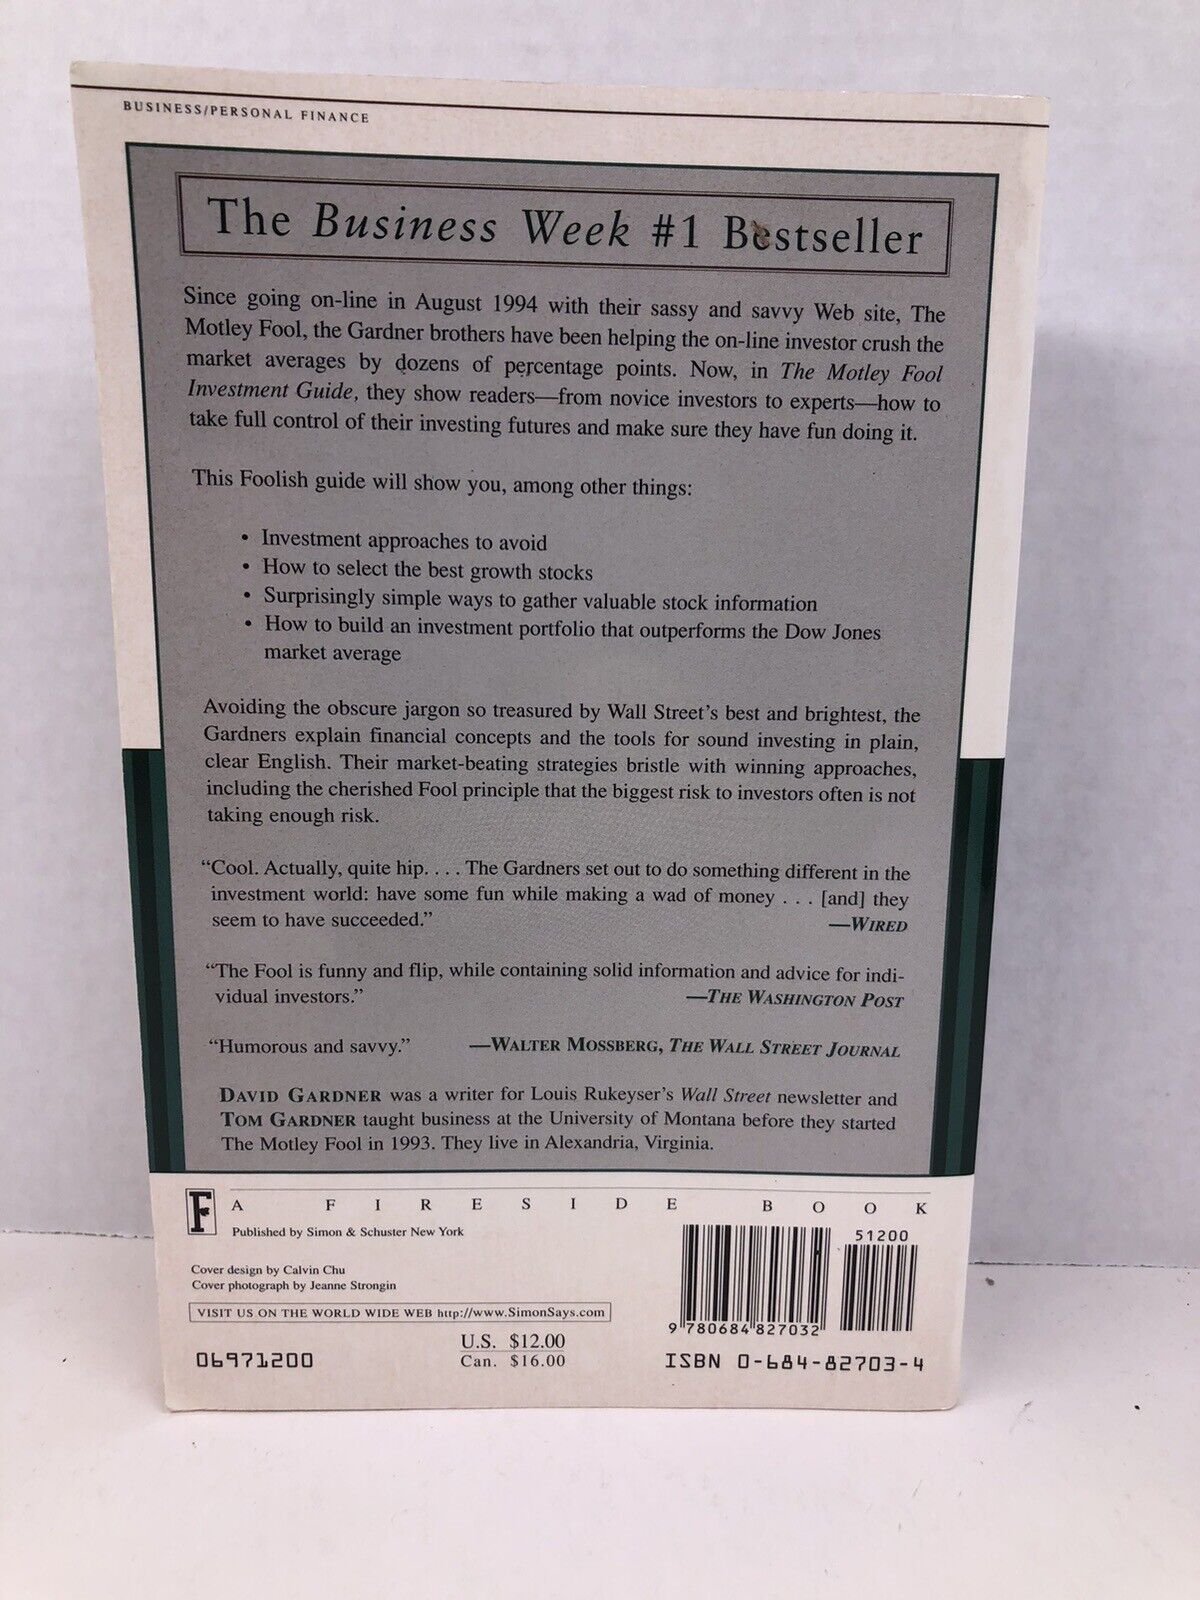 BUSINESS/PERSONAL FINANCE
The Business Week #1 Bestseller
Since going on-line in August 1994 with their sassy and savvy Web site, The
Motley Fool, the Gardner brothers have been helping the on-line investor crush the
market averages by dozens of percentage points. Now, in The Motley Fool
Investment Guide, they show readers—from novice investors to experts—how to
take full control of their investing futures and make sure they have fun doing it.
This Foolish guide will show you, among other things:
• Investment approaches to avoid
• How to select the best growth stocks
• Surprisingly simple ways to gather valuable stock information
• How to build an investment portfolio that outperforms the Dow Jones
market average
Avoiding the obscure jargon so treasured by Wall Street's best and brightest, the
Gardners explain financial concepts and the tools for sound investing in plain,
clear English. Their market-beating strategies bristle with winning approaches,
including the cherished Fool principle that the biggest risk to investors often is not
taking enough risk.
“Cool. Actually, quite hip. . . . The Gardners set out to do something different in the
investment world: have some fun while making a wad of money . . . [and] they
seem to have succeeded.” —WIRED
“The Fool is funny and flip, while containing solid information and advice for indi-
vidual investors.” —THE WASHINGTON POST
“Humorous and savvy.” —WALTER MOSSBERG, THE WALL STREET JOURNAL
DAVID GARDNER was a writer for Louis Rukeyser's Wall Street newsletter and
TOM GARDNER taught business at the University of Montana before they started
The Motley Fool in 1993. They live in Alexandria, Virginia.
F
A FIRESIDE BOOK
Published by Simon & Schuster New York
51200
Cover design by Calvin Chu
Cover photograph by Jeanne Strongin
VISIT US ON THE WORLD WIDE WEB http://www.SimonSays.com
9 780684 827032
U.S. $12.00
Can. $16.00
06971200
ISBN 0-684-82703-4